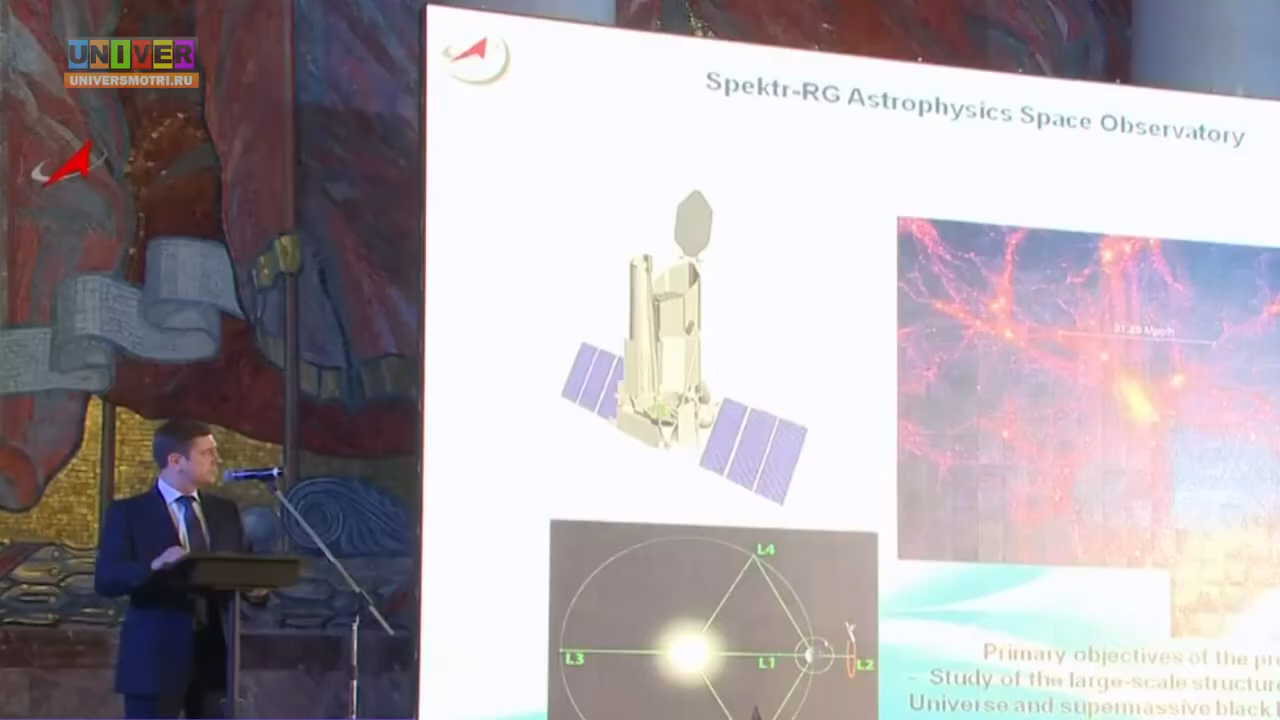 UNIVER
UNIVERSMOTRI.RU
Spektr-RG Astrophysics Space Observatory
L4
L3
L1
L2
Primary objectives of the
- Study of the large-scale structure
Universe and supermassive black